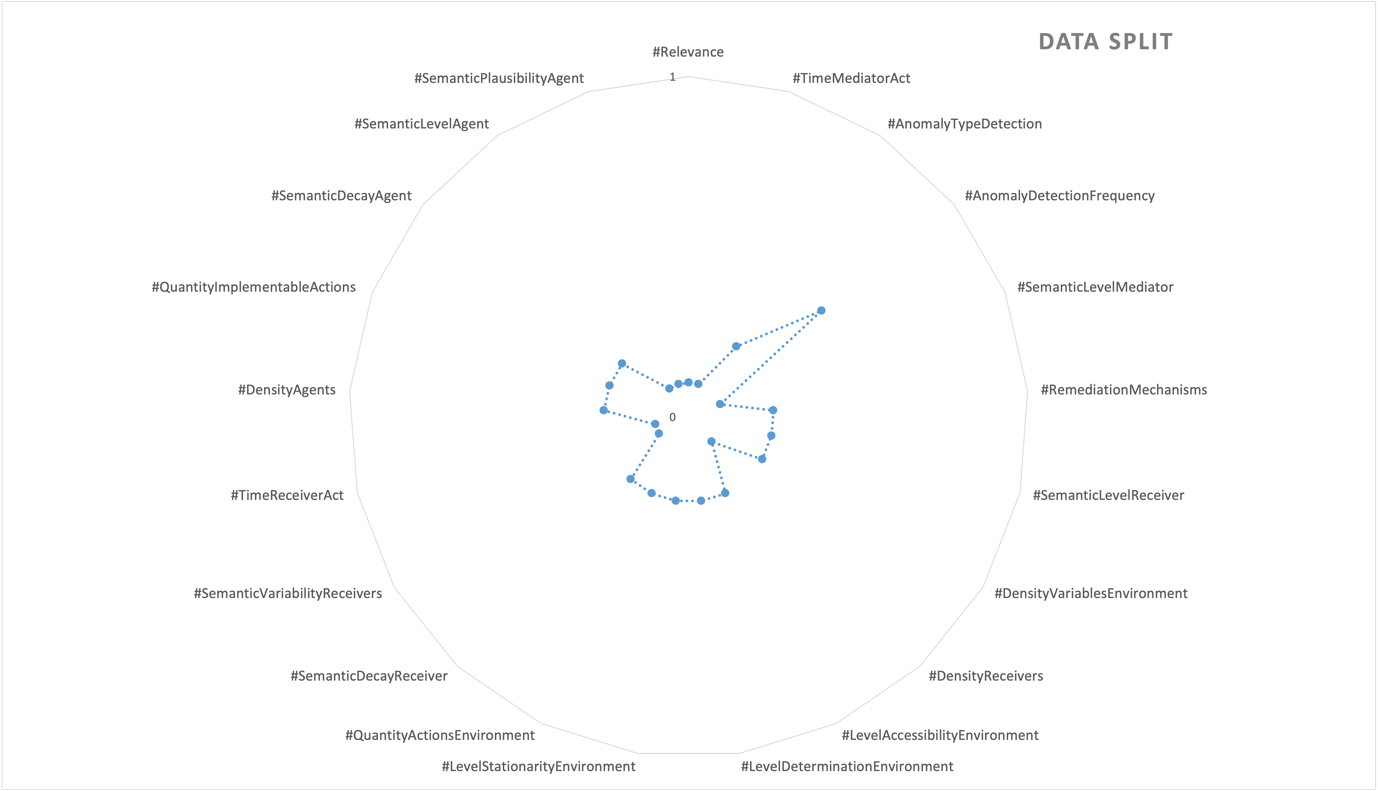 DATA SPLIT
#Relevance
1
#SemanticPlausibilityAgent
#TimeMediatorAct
#SemanticLevelAgent
#AnomalyTypeDetection
#SemanticDecayAgent
#AnomalyDetectionFrequency
#QuantityImplementableActions
#SemanticLevelMediator
#DensityAgents
#RemediationMechanisms
0
#TimeReceiverAct
#SemanticLevelReceiver
#SemanticVariabilityReceivers
#DensityVariablesEnvironment
#SemanticDecayReceiver
#DensityReceivers
#QuantityActionsEnvironment
#LevelAccessibilityEnvironment
#LevelStationarityEnvironment
#LevelDeterminationEnvironment